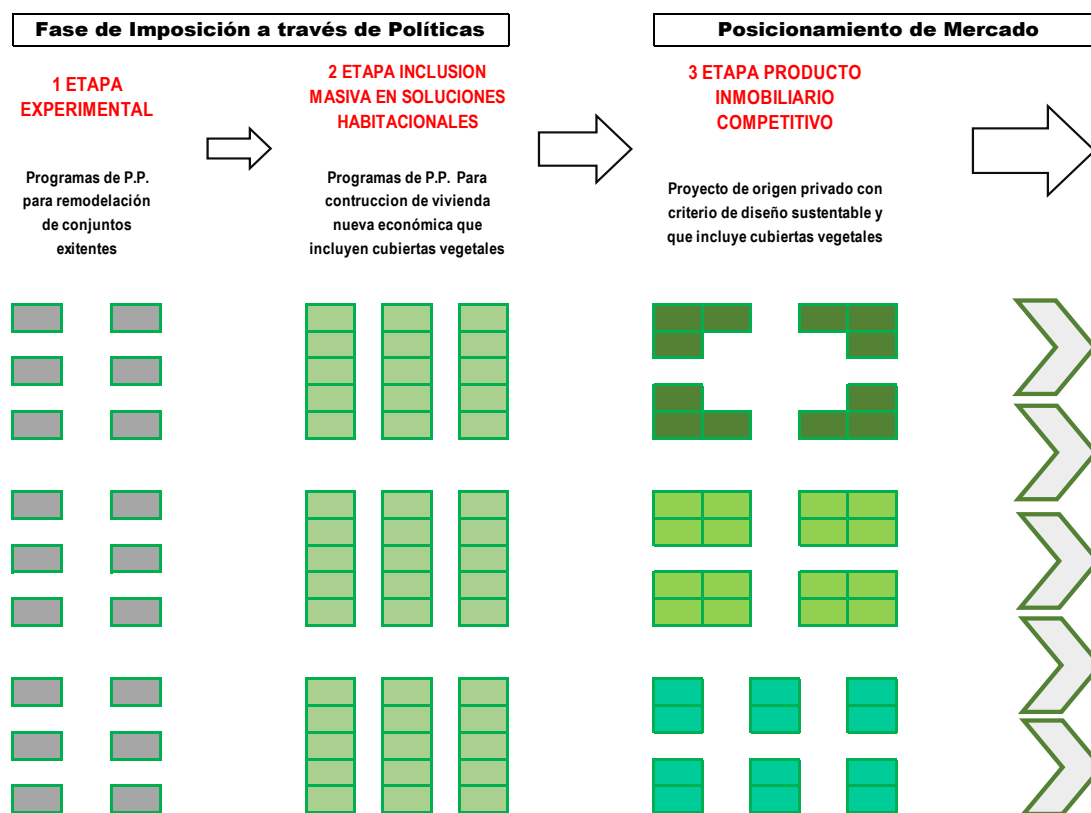 Fase de Imposición a través de Políticas
Posicionamiento de Mercado
1 ETAPA
EXPERIMENTAL
2 ETAPA INCLUSION
MASIVA EN SOLUCIONES
HABITACIONALES
3 ETAPA PRODUCTO
INMOBILIARIO
COMPETITIVO
Programas de P.P.
para remodelación
de conjuntos
exitentes
Programas de P.P. Para
contruccion de vivienda
nueva económica que
incluyen cubiertas vegetales
Proyecto de origen privado con
criterio de diseño sustentable y
que incluye cubiertas vegetales